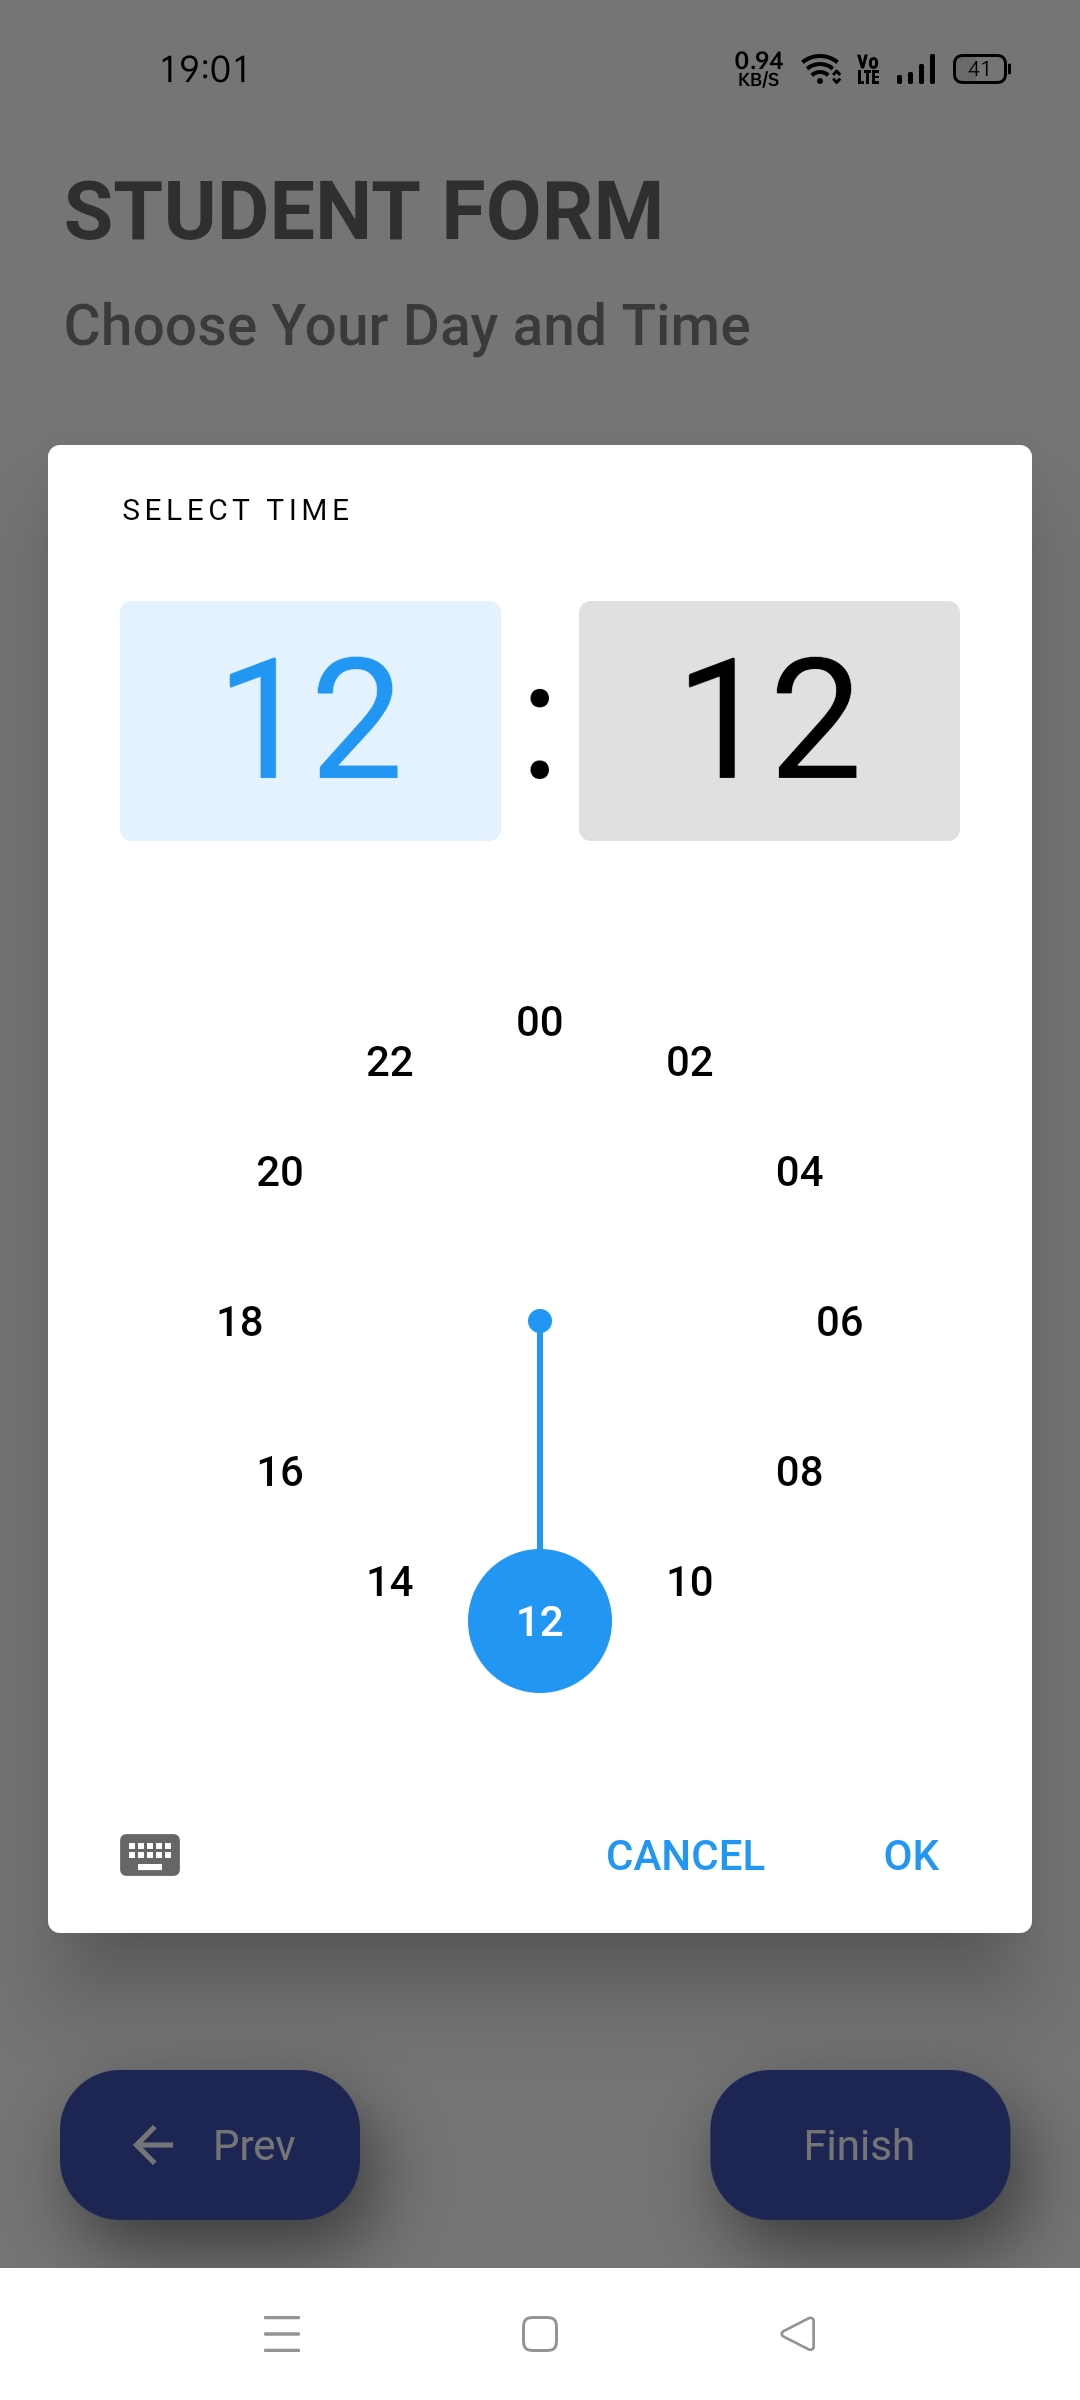 19:01 0.94 KB/S Vo LTE 41
STUDENT FORM
Choose Your Day and Time
SELECT TIME
12 : 12
00
22 02
20 04
18 06
16 08
14 10
12
CANCEL OK
Prev Finish